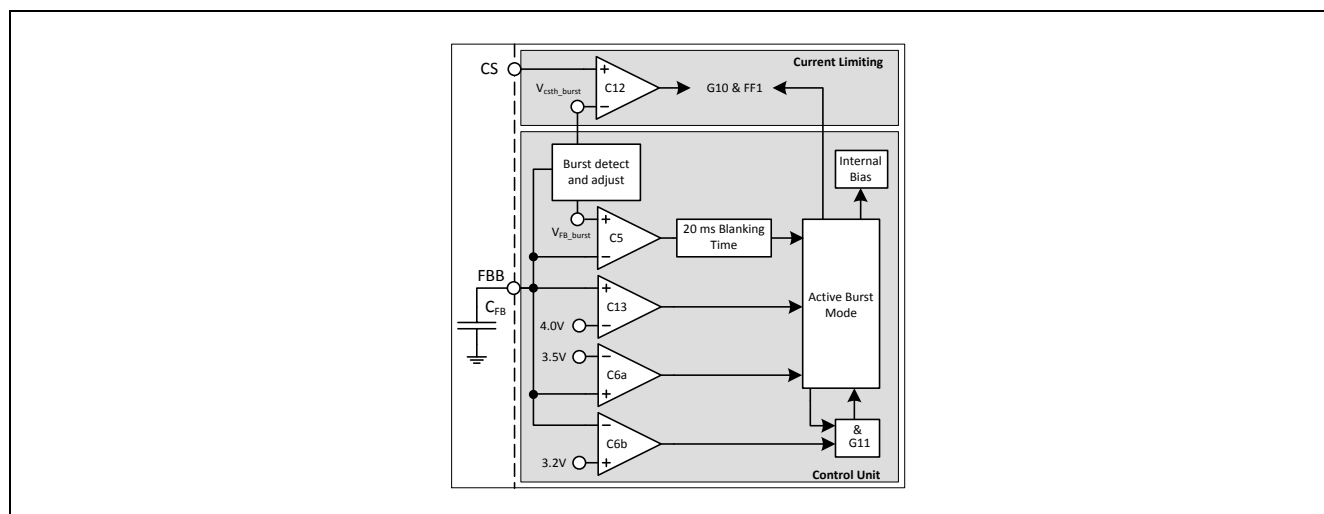 Current Limiting
CS
+
C12
−
G10 & FF1
Vcsth_burst
Burst detect
and adjust
Internal
Bias
VFB_burst
+
C5
−
20 ms Blanking
Time
FBB
CFB
+
C13
−
4.0V
Active Burst
Mode
3.5V
−
C6a
+
−
C6b
+
3.2V
&
G11
Control Unit